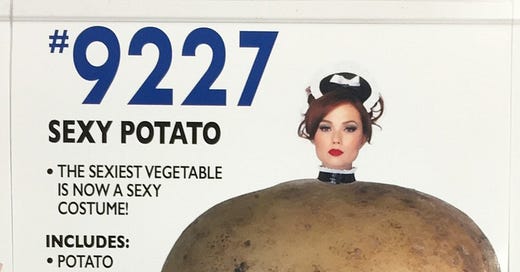 #9227
SEXY POTATO
• THE SEXIEST VEGETABLE
IS NOW A SEXY
COSTUME!
INCLUDES:
• POTATO